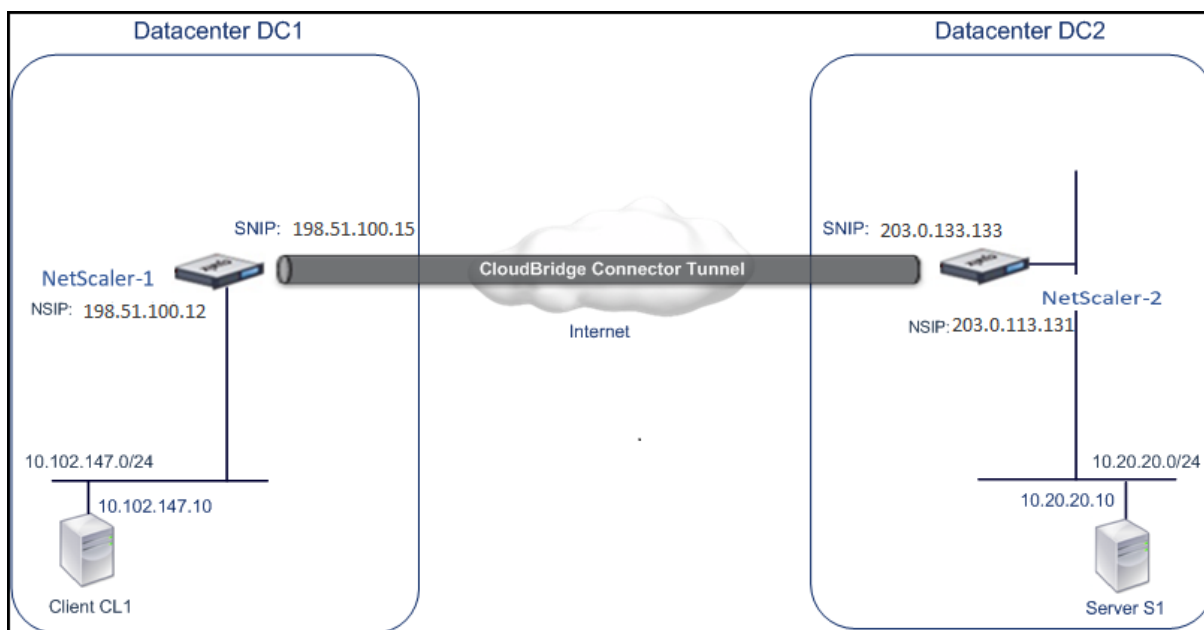 Datacenter DC1
Datacenter DC2
SNIP: 198.51.100.15
SNIP: 203.0.133.133
CloudBridge Connector Tunnel
NetScaler-1
NetScaler-2
NSIP: 198.51.100.12
NSIP: 203.0.113.131
Internet
10.102.147.0/24
10.20.20.0/24
10.102.147.10
10.20.20.10
Client CL1
Server S1